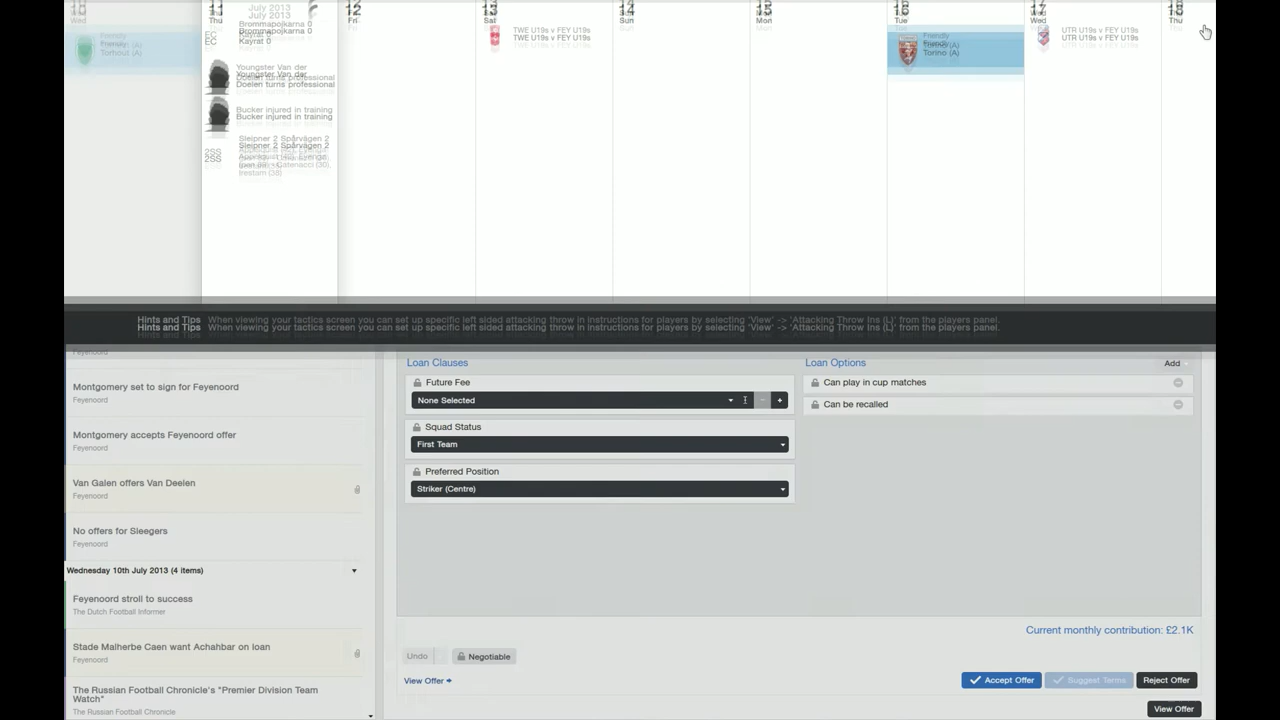 10 11 12 13 14 15 16 17 18
Wed Thu Fri Sat Sun Mon Tue Wed Thu
July 2013
Friendly
Torhout (A)
Brommapojkarna 0
Kayrat 0
Youngster Van der
Doelen turns professional
Bucker injured in training
Sleipner 2 Spårvägen 2
2SS
Irestam (38)
TWE U19s v FEY U19s
Friendly
Torino (A)
UTR U19s v FEY U19s
Hints and Tips When viewing your tactics screen you can set up specific left sided attacking throw in instructions for players by selecting 'View' -> 'Attacking Throw Ins (L)' from the players panel.
Feyenoord
Montgomery set to sign for Feyenoord
Feyenoord
Montgomery accepts Feyenoord offer
Feyenoord
Van Galen offers Van Deelen
Feyenoord
No offers for Sleegers
Feyenoord
Wednesday 10th July 2013 (4 items)
Feyenoord stroll to success
The Dutch Football Informer
Stade Malherbe Caen want Achahbar on loan
Feyenoord
The Russian Football Chronicle's "Premier Division Team
Watch"
The Russian Football Chronicle
Loan Clauses
Future Fee
None Selected
Squad Status
First Team
Preferred Position
Striker (Centre)
Loan Options
Add
Can play in cup matches
Can be recalled
Current monthly contribution: £2.1K
Undo
Negotiable
View Offer
Accept Offer
Suggest Terms
Reject Offer
View Offer